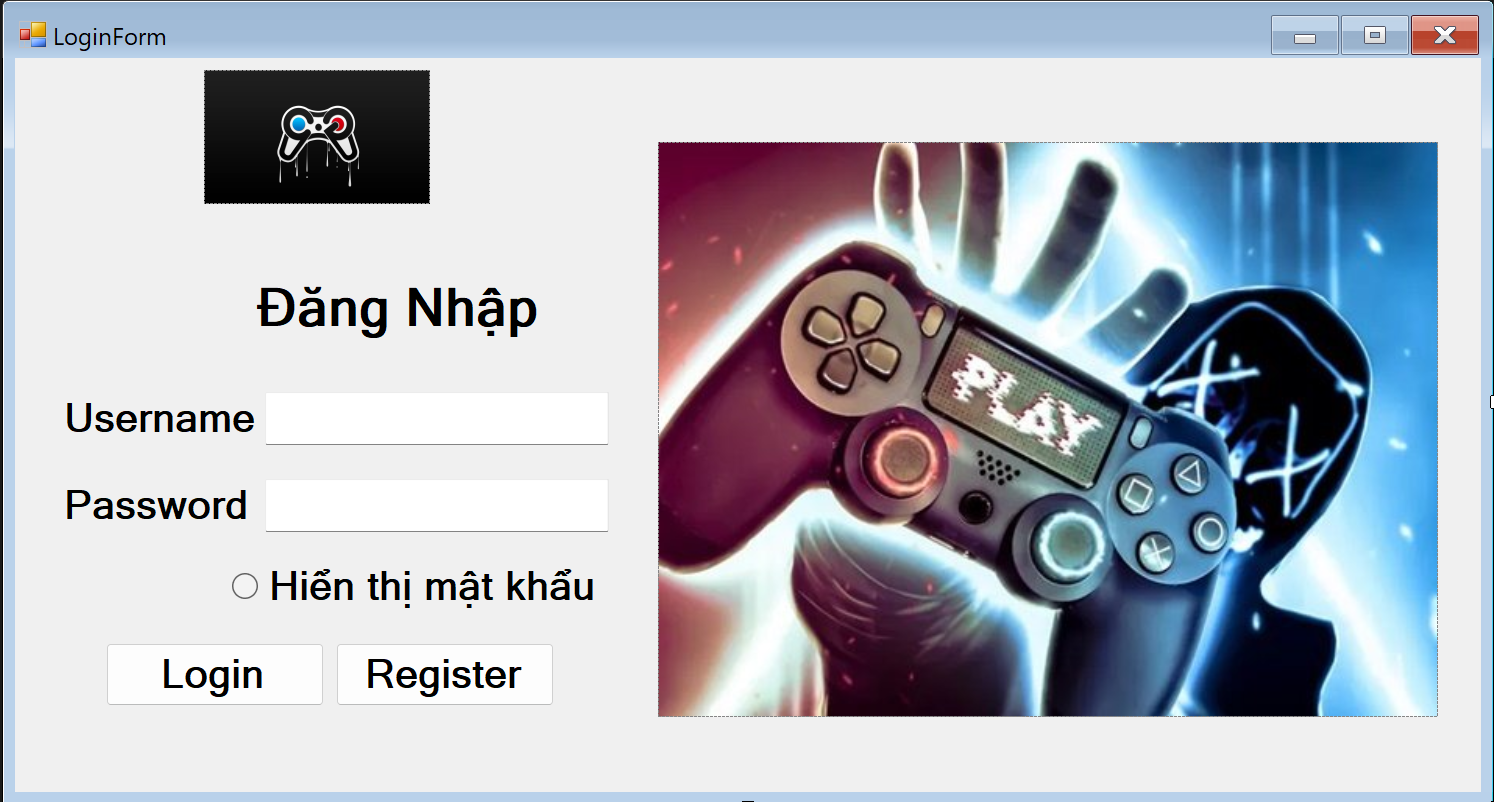 LoginForm
Đăng Nhập
Username
Password
Hiển thị mật khẩu
Login Register
PLAY